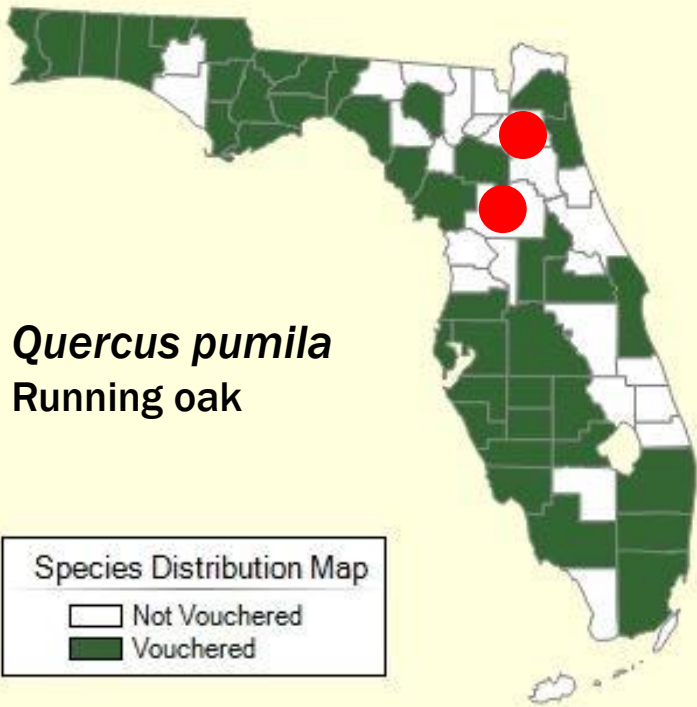 Quercus pumila
Running oak
Species Distribution Map
Not Vouchered
Vouchered